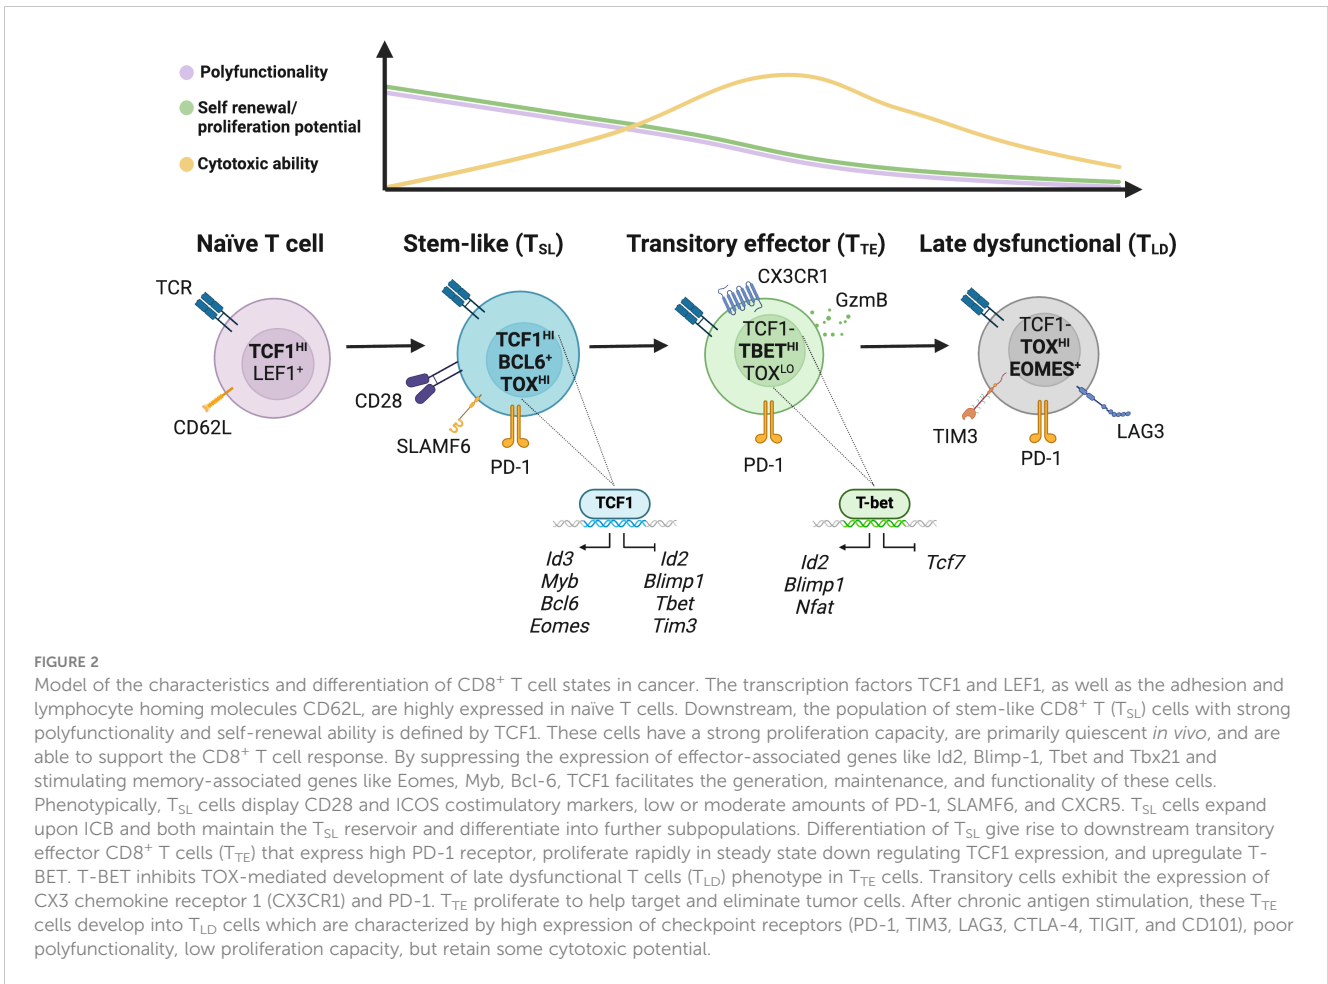 Polyfunctionality
Self renewal/
proliferation potential
Cytotoxic ability
Naïve T cell
Stem-like (TSL)
Transitory effector (TTE)
Late dysfunctional (TLD)
TCR
TCF1HI
LEF1+
CD62L
TCF1HI
BCL6+
TOXHI
CD28
SLAMF6
PD-1
CX3CR1
GzmB
TCF1-
TBETHI
TOXLO
PD-1
TCF1-
TOXHI
EOMES+
TIM3
PD-1
LAG3
TCF1
Id3
Myb
Bcl6
Eomes
Id2
Blimp1
Tbet
Tim3
T-bet
Id2
Blimp1
Nfat
Tcf7
FIGURE 2
Model of the characteristics and differentiation of CD8+ T cell states in cancer. The transcription factors TCF1 and LEF1, as well as the adhesion and
lymphocyte homing molecules CD62L, are highly expressed in naïve T cells. Downstream, the population of stem-like CD8+ T (TSL) cells with strong
polyfunctionality and self-renewal ability is defined by TCF1. These cells have a strong proliferation capacity, are primarily quiescent in vivo, and are
able to support the CD8+ T cell response. By suppressing the expression of effector-associated genes like Id2, Blimp-1, Tbet and Tbx21 and
stimulating memory-associated genes like Eomes, Myb, Bcl-6, TCF1 facilitates the generation, maintenance, and functionality of these cells.
Phenotypically, TSL cells display CD28 and ICOS costimulatory markers, low or moderate amounts of PD-1, SLAMF6, and CXCR5. TSL cells expand
upon ICB and both maintain the TSL reservoir and differentiate into further subpopulations. Differentiation of TSL give rise to downstream transitory
effector CD8+ T cells (TTE) that express high PD-1 receptor, proliferate rapidly in steady state down regulating TCF1 expression, and upregulate T-
BET. T-BET inhibits TOX-mediated development of late dysfunctional T cells (TLD) phenotype in TTE cells. Transitory cells exhibit the expression of
CX3 chemokine receptor 1 (CX3CR1) and PD-1. TTE proliferate to help target and eliminate tumor cells. After chronic antigen stimulation, these TTE
cells develop into TLD cells which are characterized by high expression of checkpoint receptors (PD-1, TIM3, LAG3, CTLA-4, TIGIT, and CD101), poor
polyfunctionality, low proliferation capacity, but retain some cytotoxic potential.